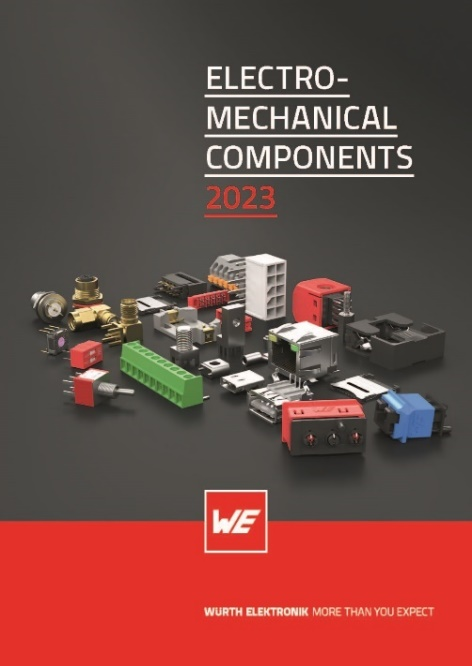 ELECTRO-
MECHANICAL
COMPONENTS
2023
WE
WURTH ELEKTRONIK MORE THAN YOU EXPECT